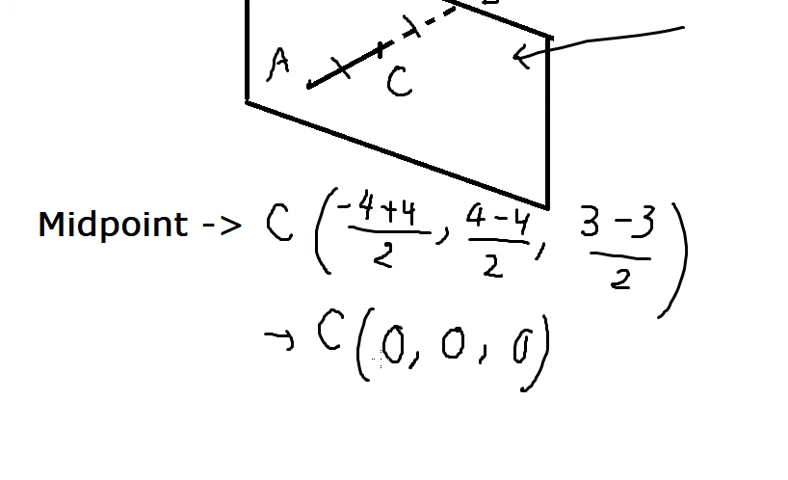 A
C
Midpoint -> C (-4+4/2, 4-4/2, 3-3/2)
→ C(0, 0, 0)